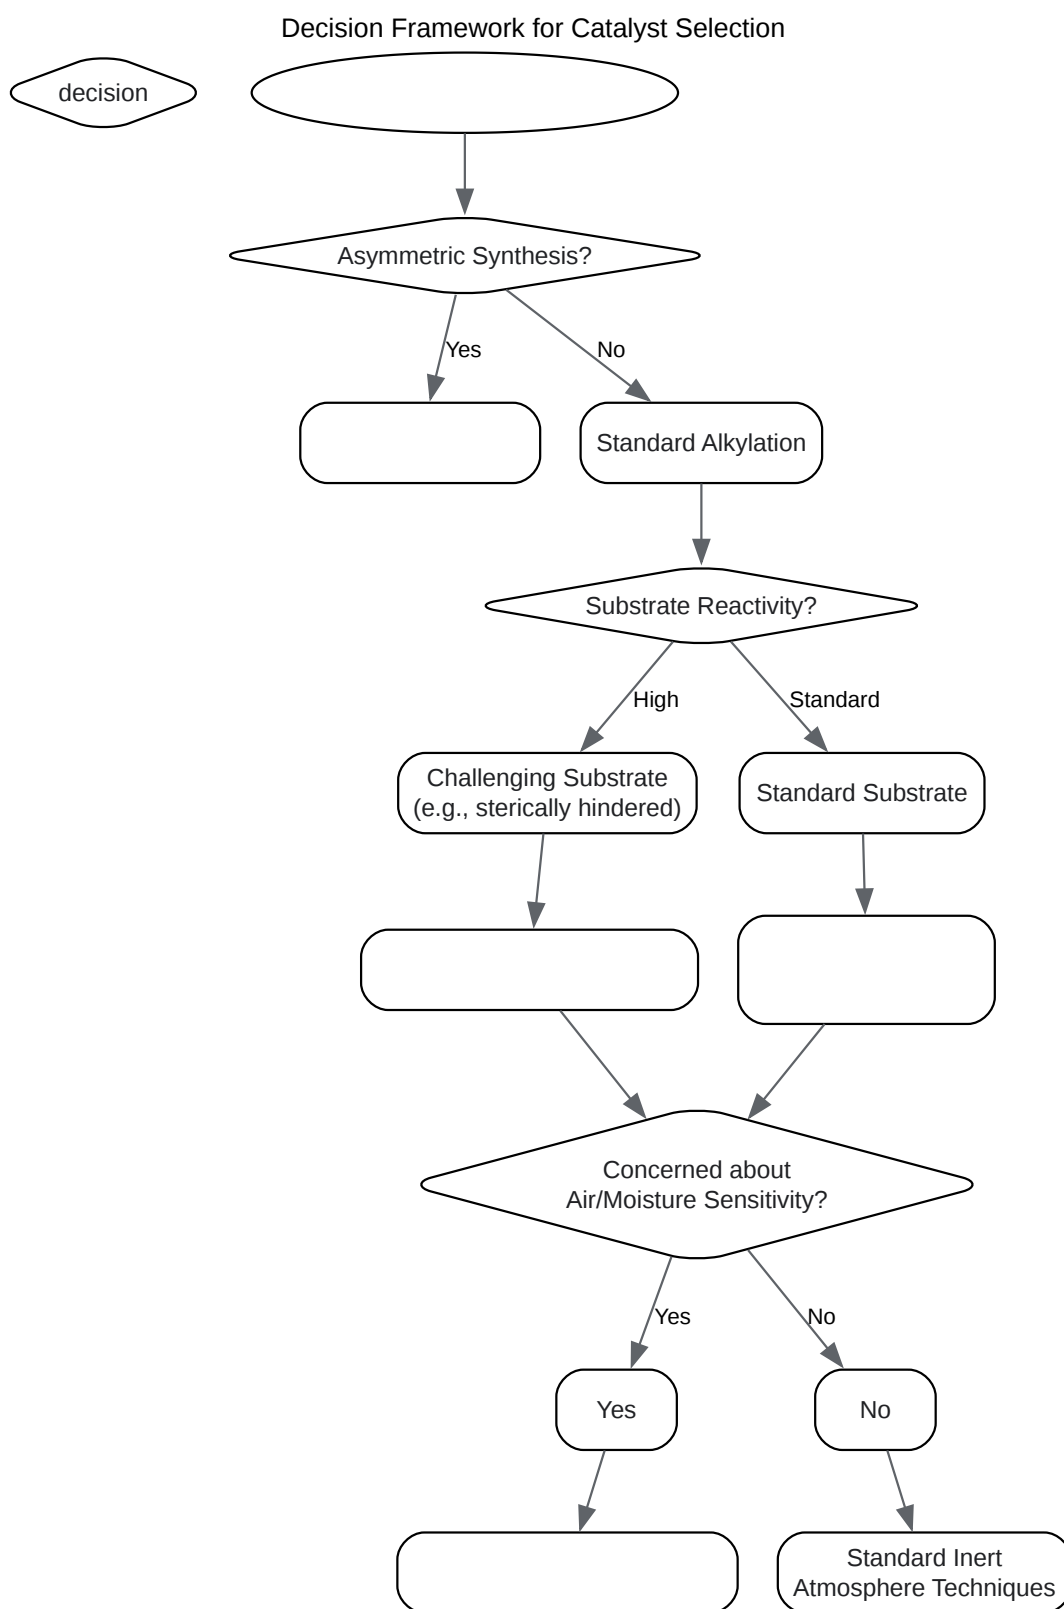 Decision Framework for Catalyst Selection
decision
Asymmetric Synthesis?
Yes
No
Standard Alkylation
Substrate Reactivity?
High
Standard
Challenging Substrate
(e.g., sterically hindered)
Standard Substrate
Concerned about
Air/Moisture Sensitivity?
Yes
No
Yes
No
Standard Inert
Atmosphere Techniques